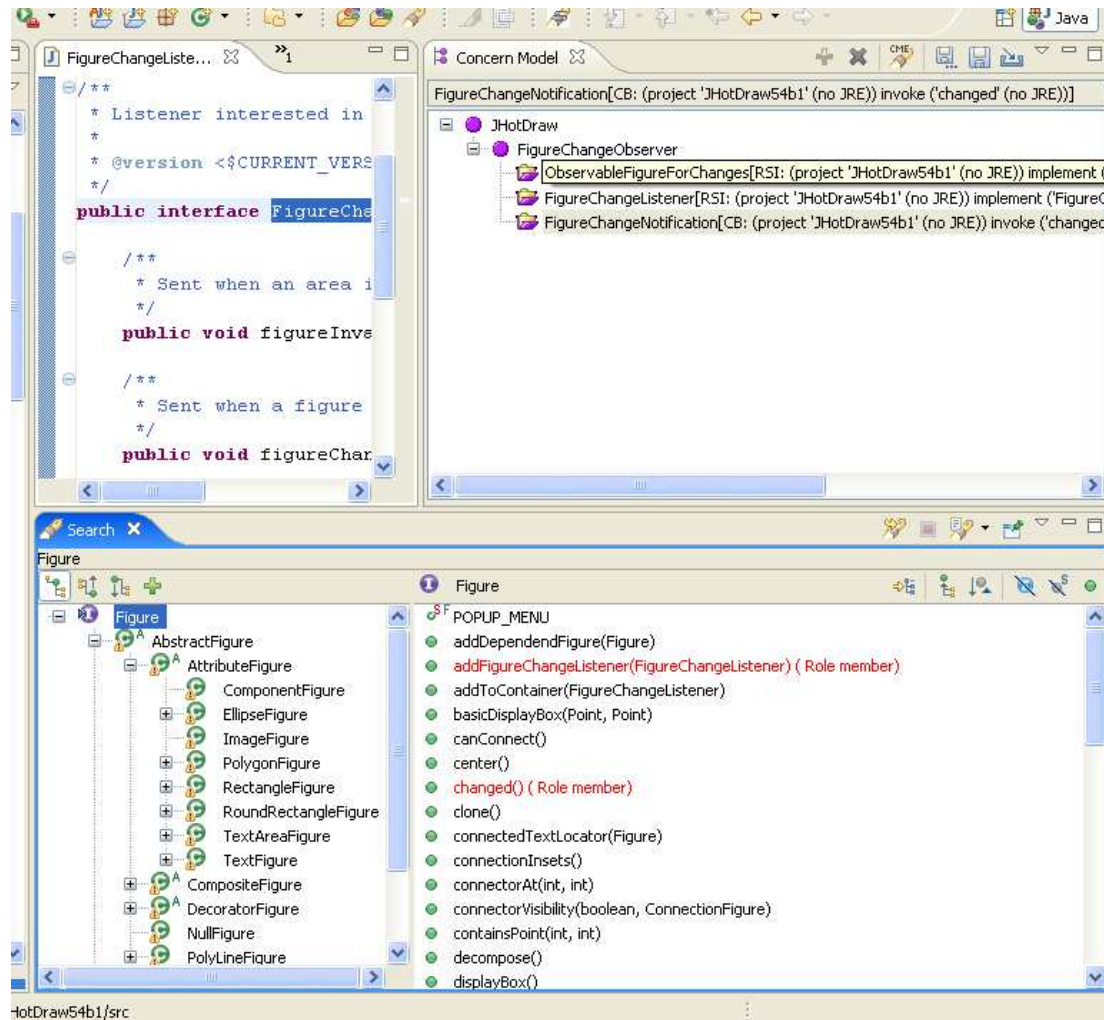 Java
FigureChangeListe...
»1
/**
* Listener interested in
*
* @version <$CURRENT_VERS
*/
public interface FigureCha
/**
* Sent when an area i
*/
public void figureInva
/**
* Sent when a figure
*/
public void figureChan
Concern Model
CME
FigureChangeNotification[CB: (project 'JHotDraw54b1' (no JRE)) invoke ('changed' (no JRE))]
JHotDraw
FigureChangeObserver
ObservableFigureForChanges[RSI: (project 'JHotDraw54b1' (no JRE)) implement (
FigureChangeListener[RSI: (project 'JHotDraw54b1' (no JRE)) implement ('FigureC
FigureChangeNotification[CB: (project 'JHotDraw54b1' (no JRE)) invoke ('changed
Search
Figure
Figure
AbstractFigure
AttributeFigure
ComponentFigure
EllipseFigure
ImageFigure
PolygonFigure
RectangleFigure
RoundRectangleFigure
TextAreaFigure
TextFigure
CompositeFigure
DecoratorFigure
NullFigure
PolyLineFigure
Figure
POPUP_MENU
addDependendFigure(Figure)
addFigureChangeListener(FigureChangeListener) ( Role member)
addToContainer(FigureChangeListener)
basicDisplayBox(Point, Point)
canConnect()
center()
changed() ( Role member)
clone()
connectedTextLocator(Figure)
connectionInsets()
connectorAt(int, int)
connectorVisibility(boolean, ConnectionFigure)
containsPoint(int, int)
decompose()
displayBox()
HotDraw54b1/src